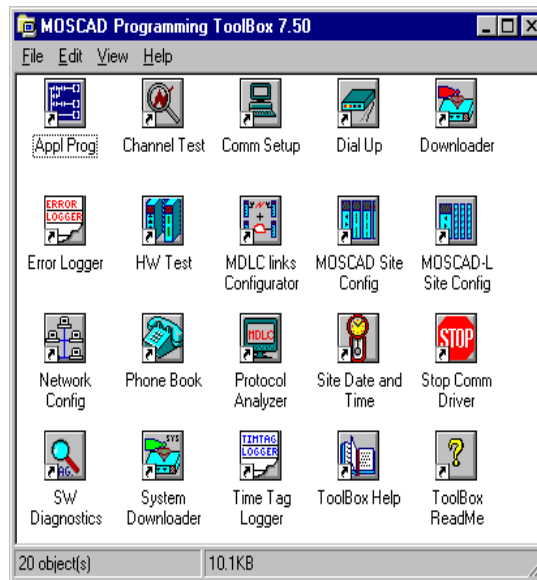 MOSCAD Programming ToolBox 7.50
File Edit View Help
Appl Prog Channel Test Comm Setup Dial Up Downloader
ERROR
LOGGER
Error Logger HW Test MDLC links Configurator MOSCAD Site Config MOSCAD-L Site Config
MDLC
STOP
Network Config Phone Book Protocol Analyzer Site Date and Time Stop Comm Driver
AG.
SYS
TIMTAG
LOGGER
SW Diagnostics System Downloader Time Tag Logger ToolBox Help ToolBox ReadMe
20 object(s) 10.1KB